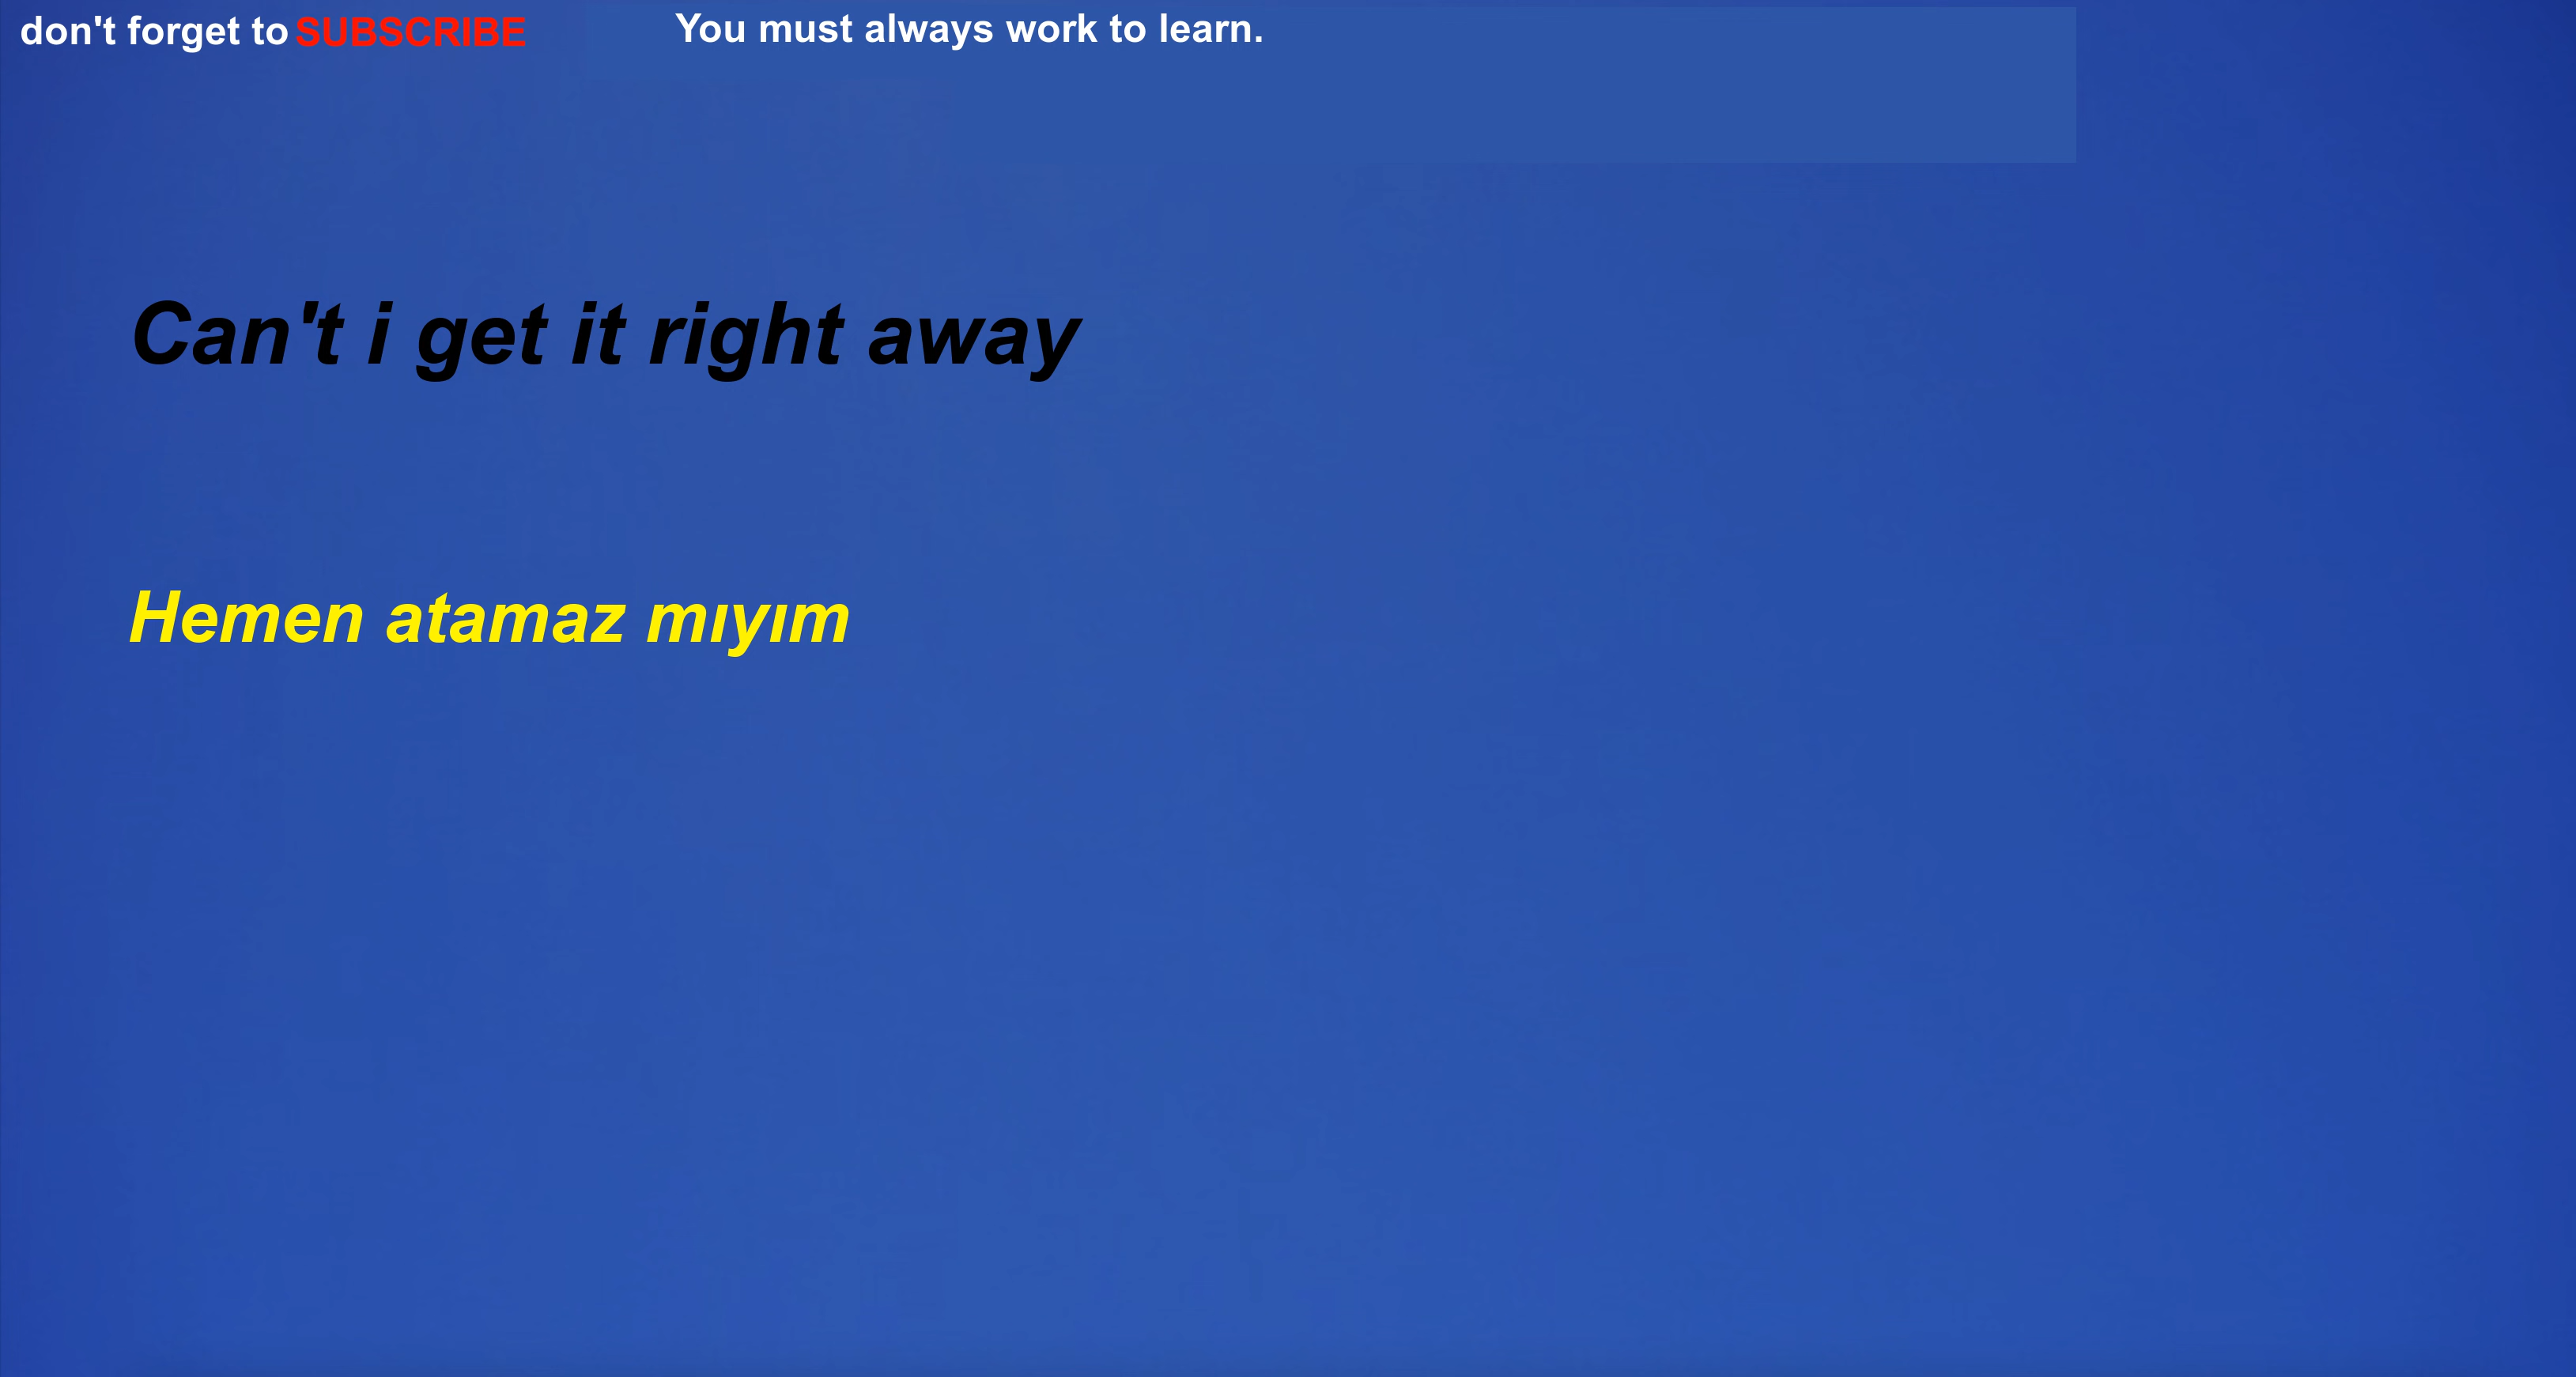 don't forget to SUBSCRIBE
You must always work to learn.
Can't i get it right away
Hemen atamaz mıyım